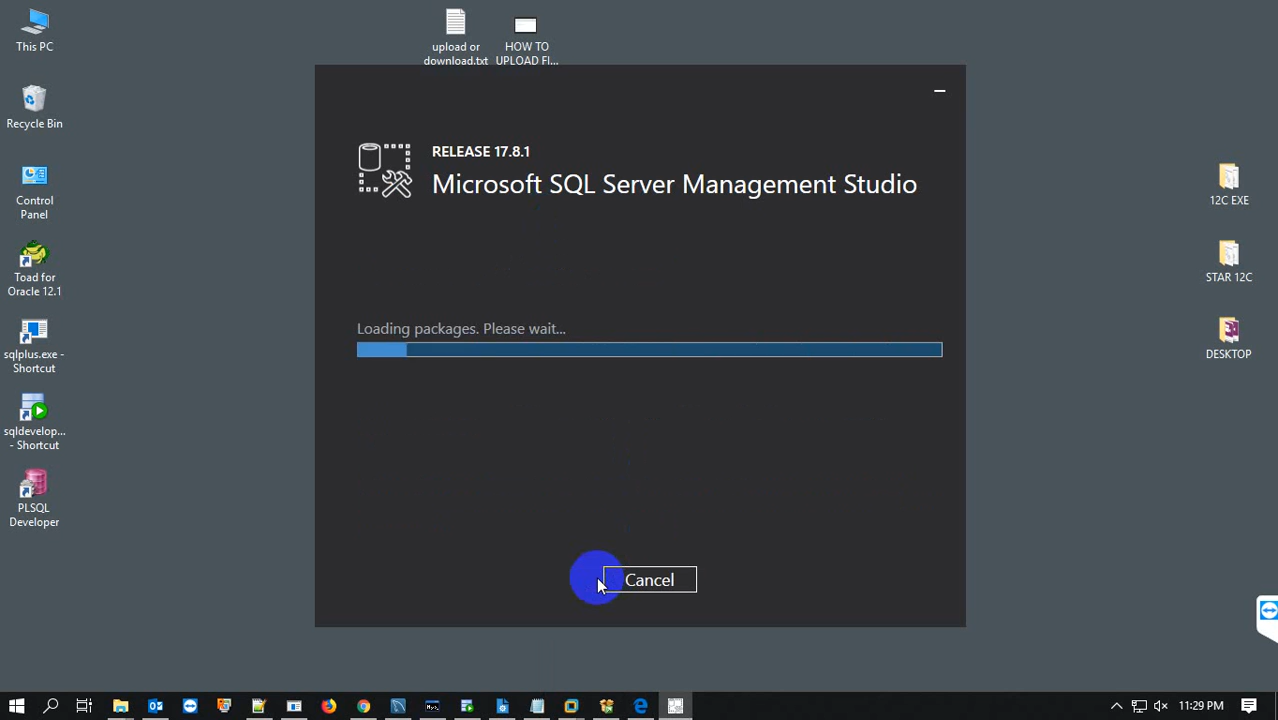 This PC
Recycle Bin
Control
Panel
Toad for
Oracle 12.1
sqlplus.exe -
Shortcut
sqldevelop...
- Shortcut
PLSQL
Developer
upload or
download.txt
HOW TO
UPLOAD FI...
RELEASE 17.8.1
Microsoft SQL Server Management Studio
Loading packages. Please wait...
Cancel
12C EXE
STAR 12C
DESKTOP
11:29 PM